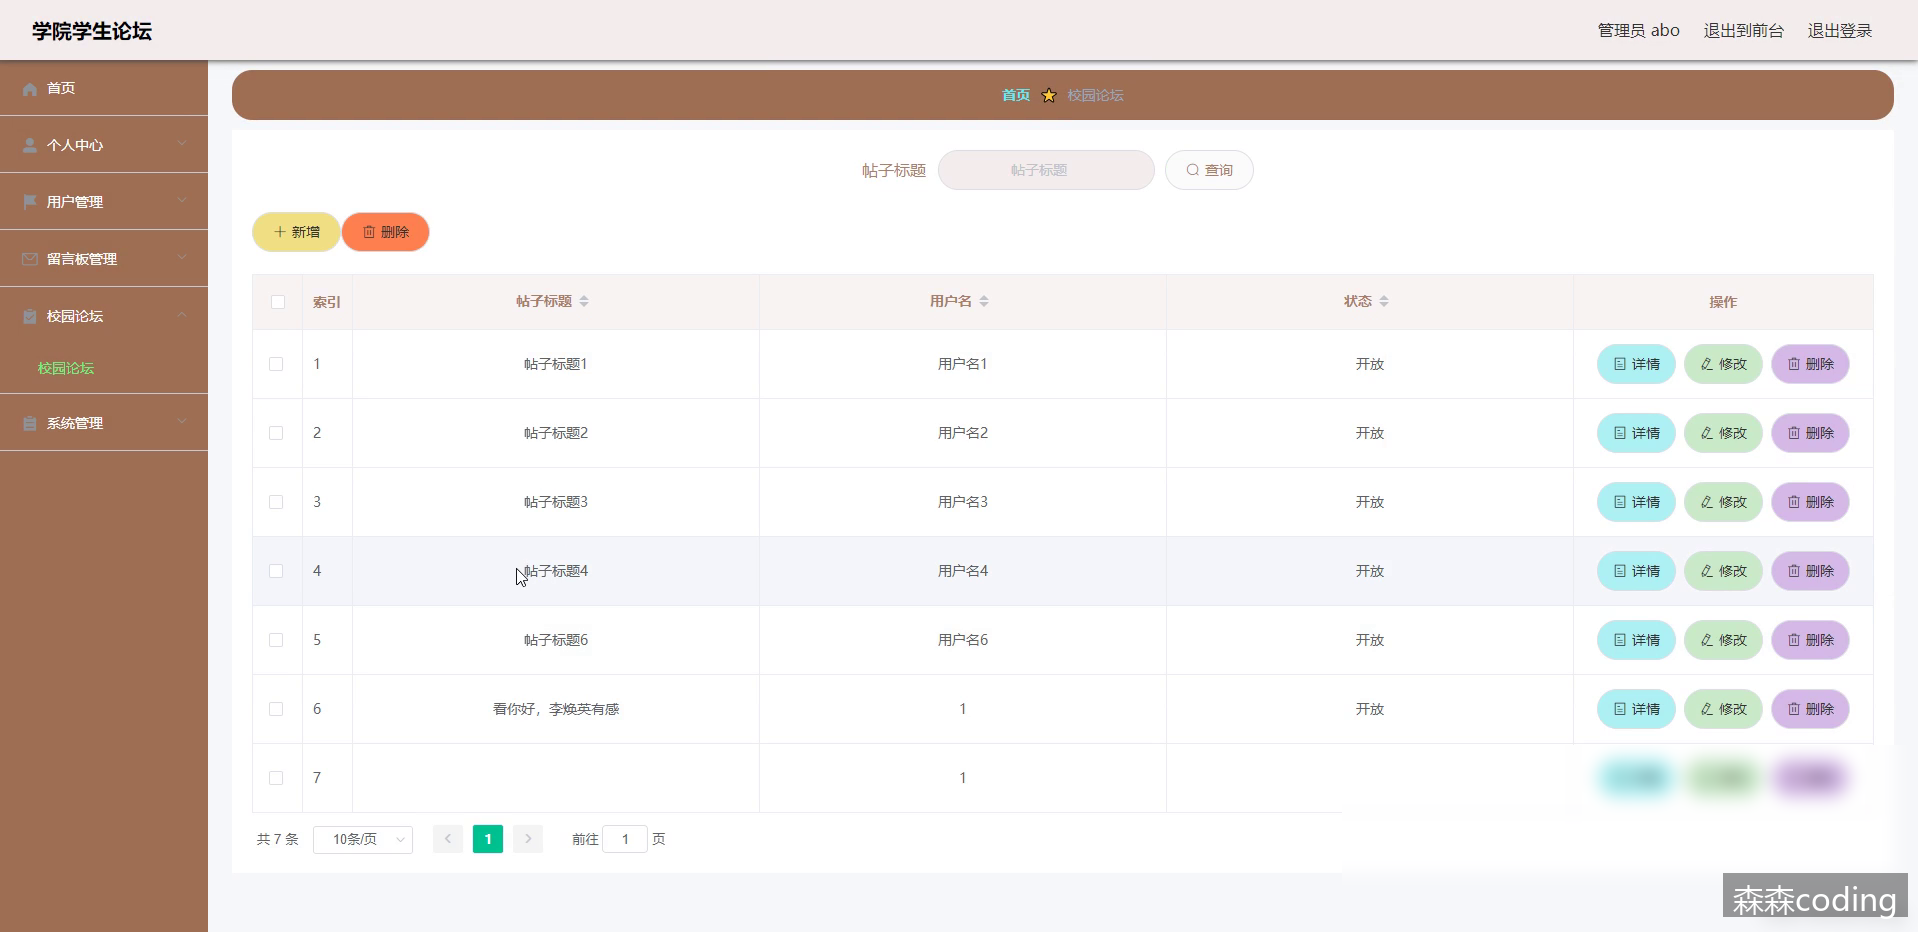 学院学生论坛
管理员 abo 退出到前台 退出登录
首页
个人中心
用户管理
留言板管理
校园论坛
校园论坛
系统管理
首页 校园论坛
帖子标题 帖子标题 查询
新增 删除
索引 帖子标题 用户名 状态 操作
1 帖子标题1 用户名1 开放 详情 修改 删除
2 帖子标题2 用户名2 开放 详情 修改 删除
3 帖子标题3 用户名3 开放 详情 修改 删除
4 帖子标题4 用户名4 开放 详情 修改 删除
5 帖子标题6 用户名6 开放 详情 修改 删除
6 看你好，李焕英有感 1 开放 详情 修改 删除
7 1
共 7 条 10条/页 1 前往 1 页
森森coding